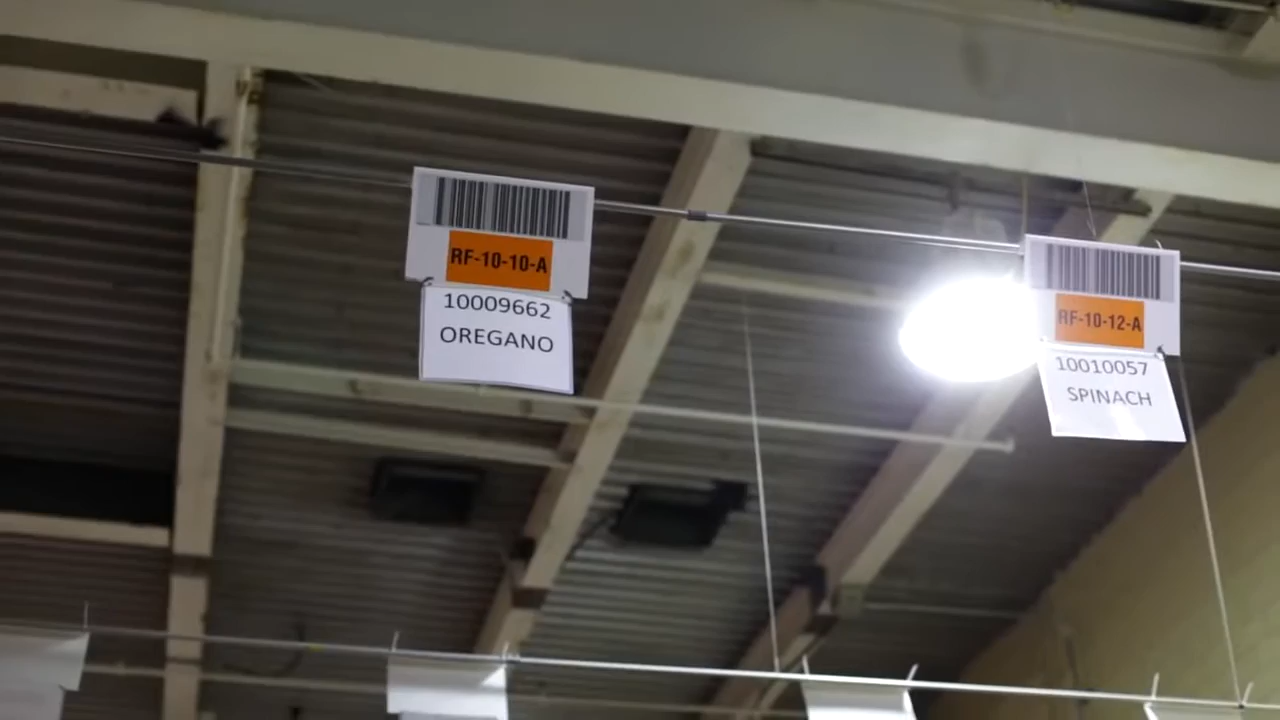 RF-10-10-A
10009662
OREGANO
RF-10-12-A
10010057
SPINACH